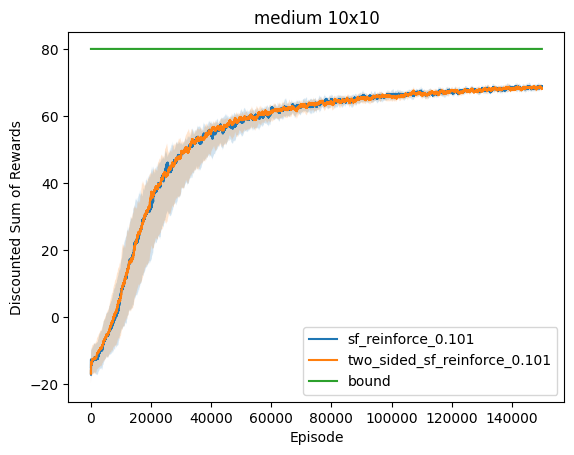 medium 10x10
Discounted Sum of Rewards
80
60
40
20
0
−20
sf_reinforce_0.101
two_sided_sf_reinforce_0.101
bound
0 20000 40000 60000 80000 100000 120000 140000
Episode